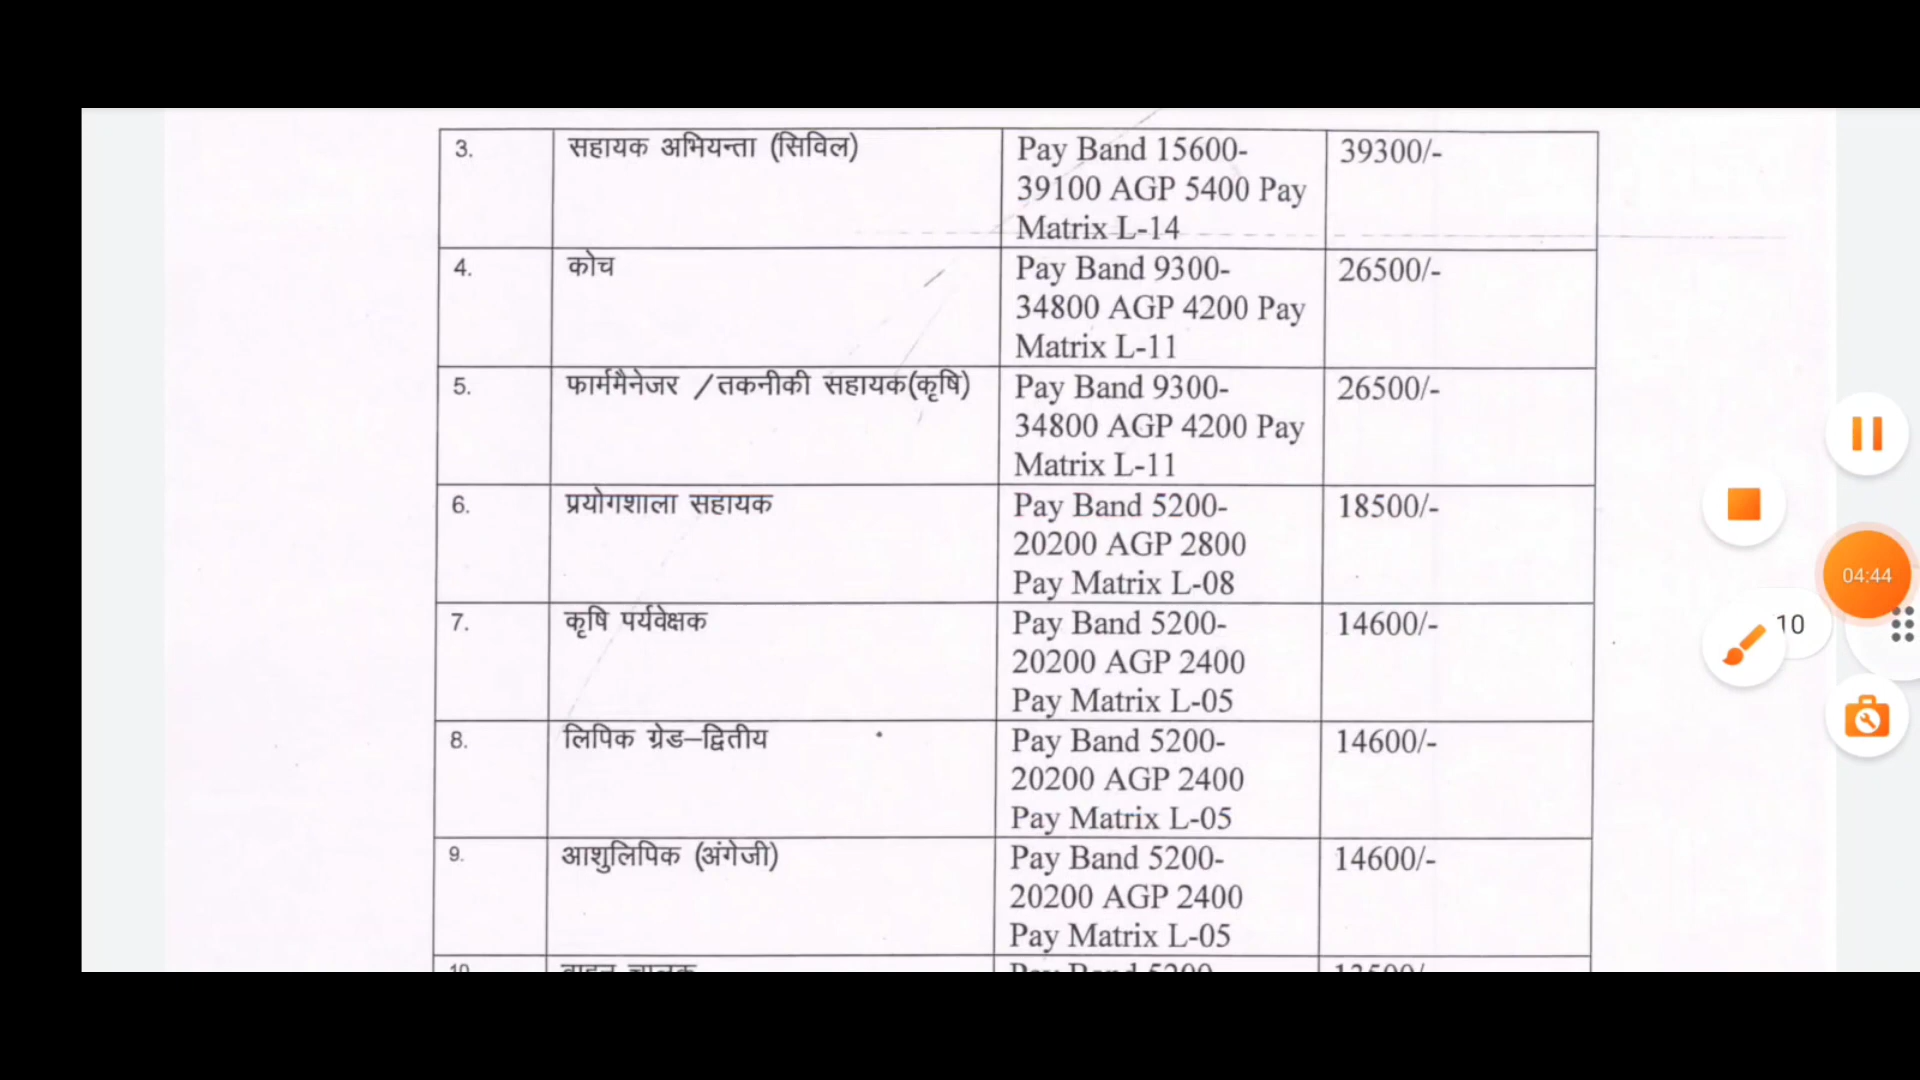 3. सहायक अभियन्ता (सिविल) Pay Band 15600- 39300/-
39100 AGP 5400 Pay
Matrix L-14
4. कोच Pay Band 9300- 26500/-
34800 AGP 4200 Pay
Matrix L-11
5. फार्ममैनेजर /तकनीकी सहायक(कृषि) Pay Band 9300- 26500/-
34800 AGP 4200 Pay
Matrix L-11
6. प्रयोगशाला सहायक Pay Band 5200- 18500/-
20200 AGP 2800
Pay Matrix L-08
7. कृषि पर्यवेक्षक Pay Band 5200- 14600/-
20200 AGP 2400
Pay Matrix L-05
8. लिपिक ग्रेड–द्वितीय Pay Band 5200- 14600/-
20200 AGP 2400
Pay Matrix L-05
9. आशुलिपिक (अंगेजी) Pay Band 5200- 14600/-
20200 AGP 2400
Pay Matrix L-05
04:44
10